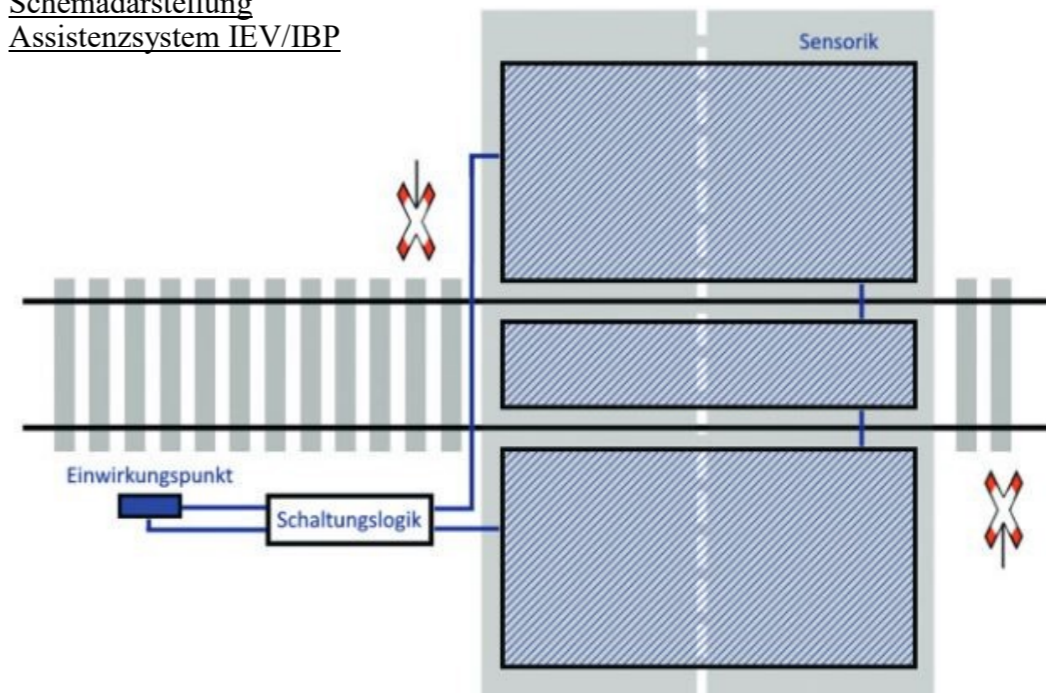 Schemadarstellung
Assistenzsystem IEV/IBP
Sensorik
Einwirkungspunkt
Schaltungslogik